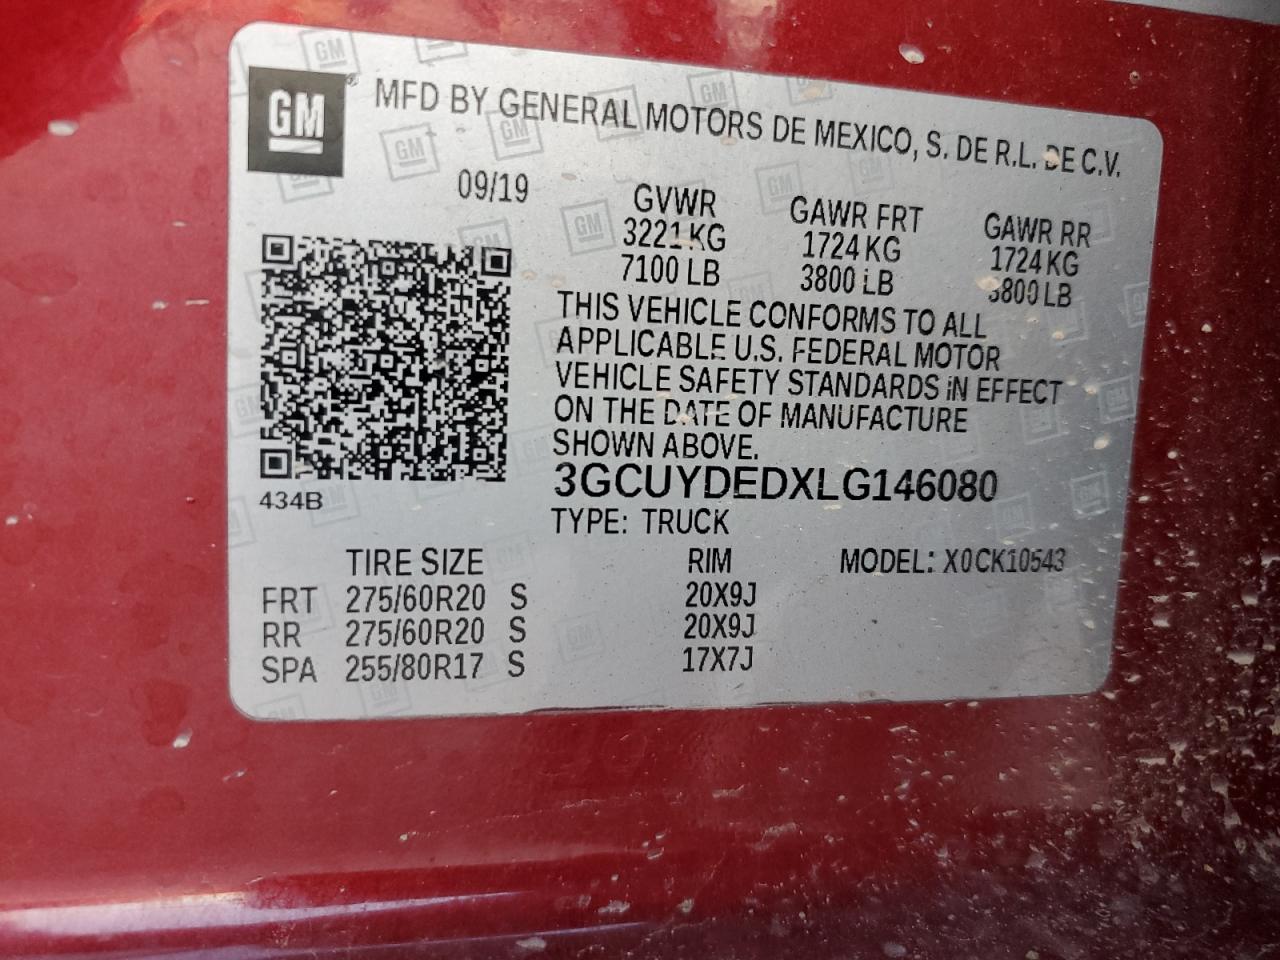 GM
MFD BY GENERAL MOTORS DE MEXICO, S. DE R.L. DE C.V.
09/19
GVWR GAWR FRT GAWR RR
3221 KG 1724 KG 1724 KG
7100 LB 3800 LB 3800 LB
THIS VEHICLE CONFORMS TO ALL
APPLICABLE U.S. FEDERAL MOTOR
VEHICLE SAFETY STANDARDS IN EFFECT
ON THE DATE OF MANUFACTURE
SHOWN ABOVE.
3GCUYDEDXLG146080
434B
TYPE: TRUCK
TIRE SIZE RIM MODEL: X0CK10543
FRT 275/60R20 S 20X9J
RR 275/60R20 S 20X9J
SPA 255/80R17 S 17X7J